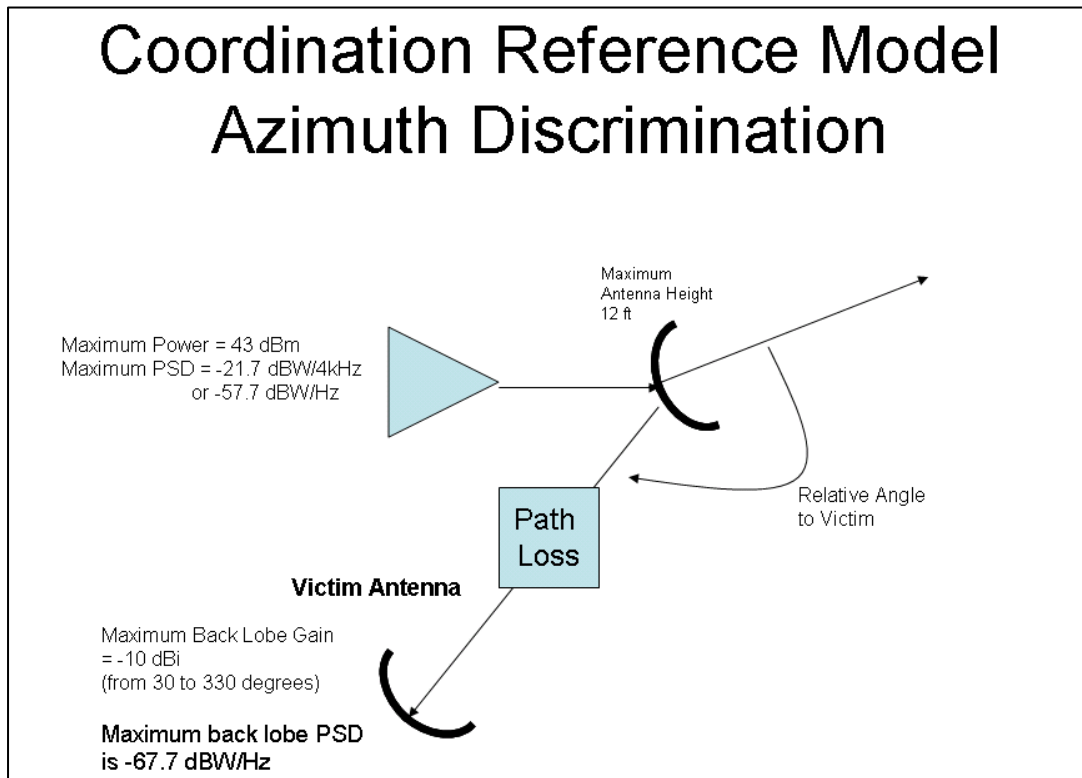 Coordination Reference Model
Azimuth Discrimination
Maximum
Antenna Height
12 ft
Maximum Power = 43 dBm
Maximum PSD = -21.7 dBW/4kHz
or -57.7 dBW/Hz
Relative Angle
to Victim
Path
Loss
Victim Antenna
Maximum Back Lobe Gain
= -10 dBi
(from 30 to 330 degrees)
Maximum back lobe PSD
is -67.7 dBW/Hz